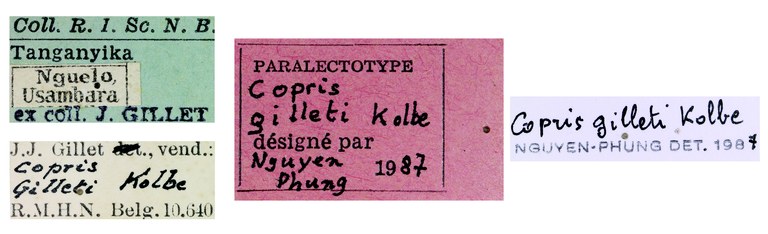 Coll. R. I. Sc. N. B.
Tanganyika
Nguelo,
Usambara
ex coll. J. GILLET
J.J. Gillet det., vend.:
Copris
Gilleti Kolbe
R.M.H.N. Belg. 10.640
PARALECTOTYPE
Copris
gilleti Kolbe
désigné par
Nguyen
Phung 1987
Copris gilleti Kolbe
NGUYEN-PHUNG DET. 1987